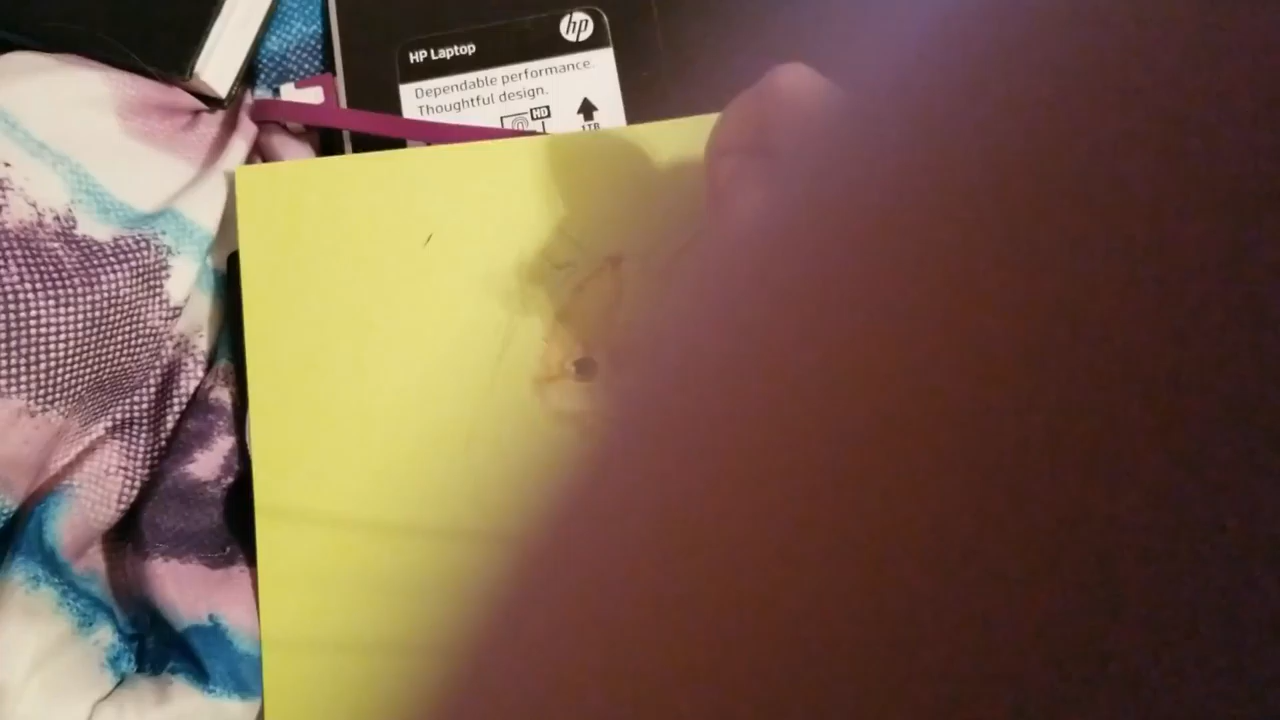 hp
HP Laptop
Dependable performance.
Thoughtful design.
HD
1TB